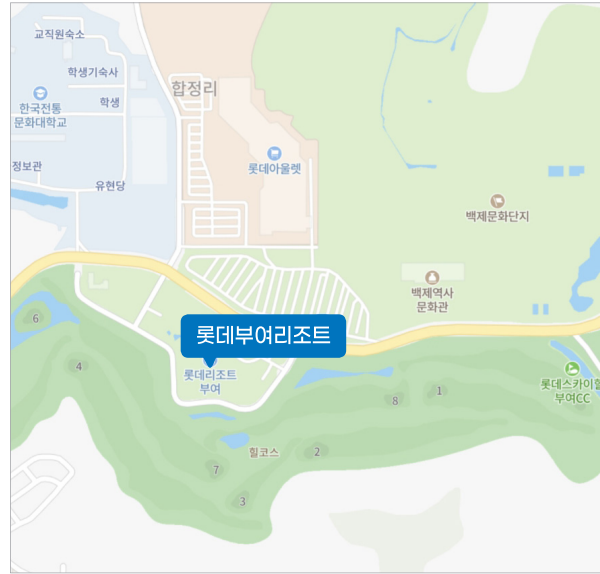 교직원숙소
학생기숙사
합정리
한국전통
문화대학교
학생
롯데아울렛
정보관
유현당
백제문화단지
백제역사
문화관
6
롯데부여리조트
4
롯데리조트
부여
롯데스카이힐
부여CC
8
1
힐코스
2
7
3